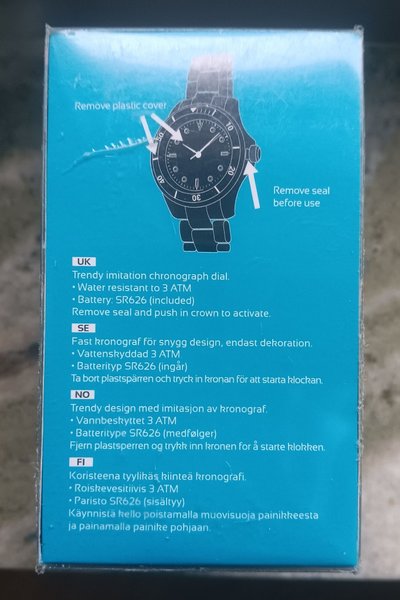 Remove plastic cover
10
20
30
40
50
Remove seal
before use
UK
Trendy imitation chronograph dial.
• Water resistant to 3 ATM
• Battery: SR626 (included)
Remove seal and push in crown to activate.
SE
Fast kronograf för snygg design, endast dekoration.
• Vattenskyddad 3 ATM
• Batterityp SR626 (ingår)
Ta bort plastspärren och tryck in kronan för att starta klockan.
NO
Trendy design med imitasjon av kronograf.
• Vannbeskyttet 3 ATM
• Batteritype SR626 (medfølger)
Fjern plastsperren og trykk inn kronen for å starte klokken.
FI
Koristeena tyylikäs kiinteä kronografi.
• Roiskevesitiivis 3 ATM
• Paristo SR626 (sisältyy)
Käynnistä kello poistamalla muovisuoja painikkeesta
ja painamalla painike pohjaan.